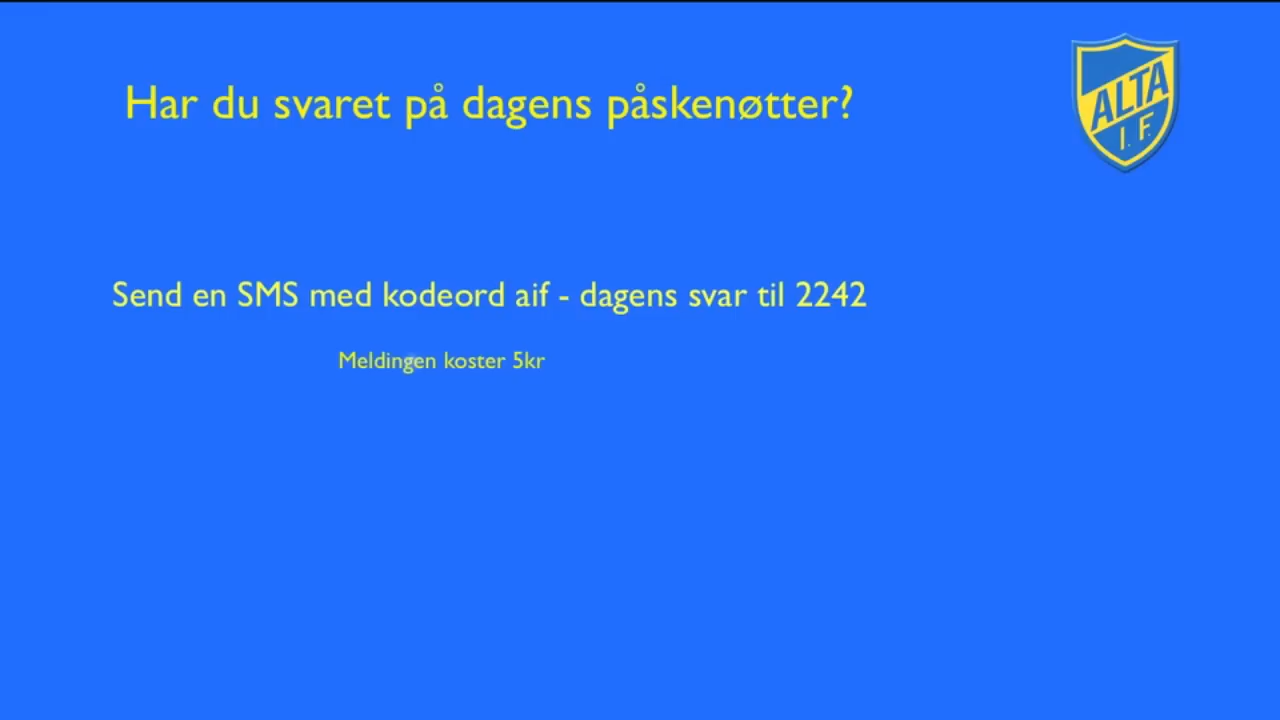 Har du svaret på dagens påskenøtter?
ALTA
I. F.
Send en SMS med kodeord aif - dagens svar til 2242
Meldingen koster 5kr